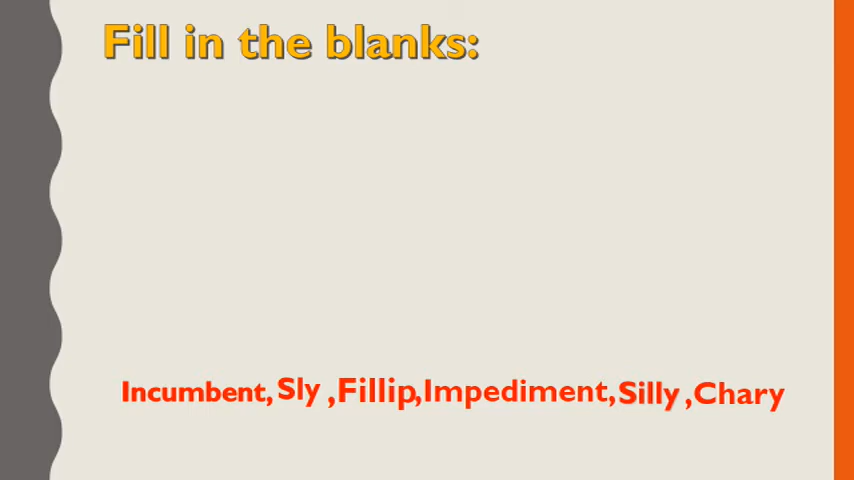 Fill in the blanks:
Incumbent, Sly ,Fillip,Impediment, Silly ,Chary